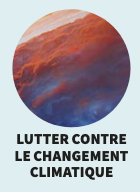 LUTTER CONTRE
LE CHANGEMENT
CLIMATIQUE